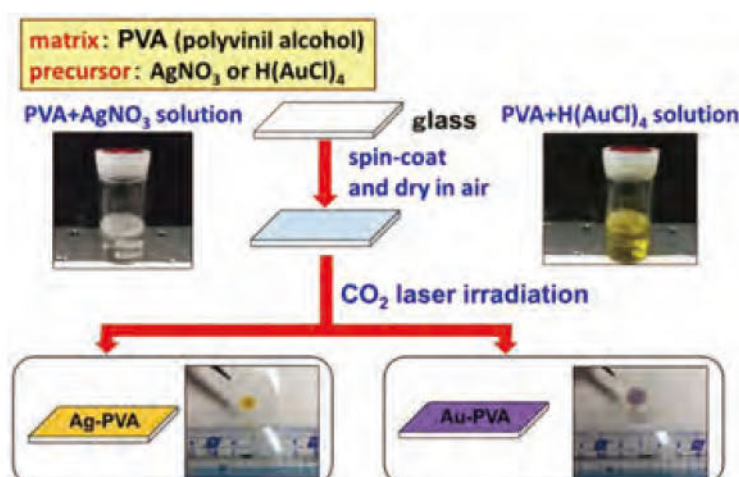 matrix: PVA (polyvinil alcohol)
precursor: AgNO₃ or H(AuCl)₄
PVA+AgNO₃ solution
glass
PVA+H(AuCl)₄ solution
spin-coat
and dry in air
CO₂ laser irradiation
Ag-PVA
Au-PVA